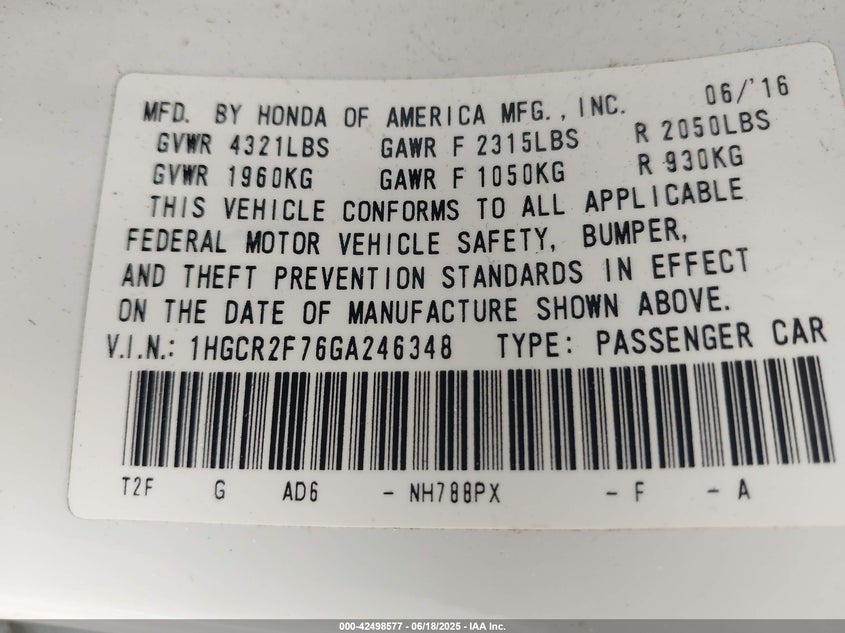 MFD. BY HONDA OF AMERICA MFG., INC. 06/'16
GVWR 4321LBS GAWR F 2315LBS R 2050LBS
GVWR 1960KG GAWR F 1050KG R 930KG
THIS VEHICLE CONFORMS TO ALL APPLICABLE
FEDERAL MOTOR VEHICLE SAFETY, BUMPER,
AND THEFT PREVENTION STANDARDS IN EFFECT
ON THE DATE OF MANUFACTURE SHOWN ABOVE.
V.I.N.: 1HGCR2F76GA246348 TYPE: PASSENGER CAR
T2F G AD6 - NH788PX - F - A
000-42498577 - 06/18/2025 - IAA Inc.